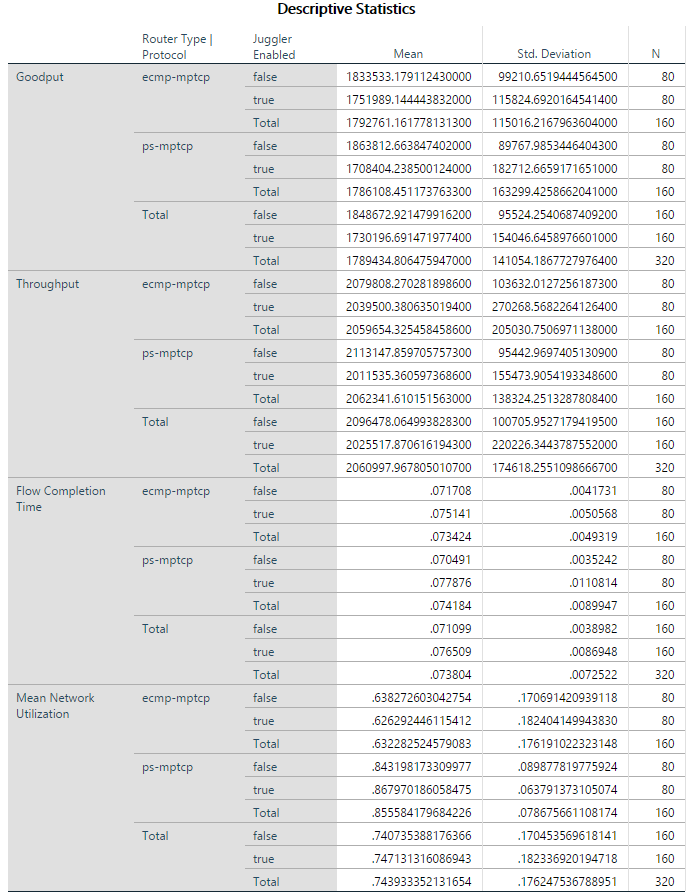 Descriptive Statistics
Router Type | Protocol Juggler Enabled Mean Std. Deviation N
Goodput ecmp-mptcp false 1833533.179112430000 99210.6519444564500 80
true 1751989.144443832000 115824.6920164541400 80
Total 1792761.161778131300 115016.2167963604000 160
ps-mptcp false 1863812.663847402000 89767.9853446404300 80
true 1708404.238500124000 182712.6659171651000 80
Total 1786108.451173763300 163299.4258662041000 160
Total false 1848672.921479916200 95524.2540687409200 160
true 1730196.691471977400 154046.6458976601000 160
Total 1789434.806475947000 141054.1867727976400 320
Throughput ecmp-mptcp false 2079808.270281898600 103632.0127256187300 80
true 2039500.380635019400 270268.5682264126400 80
Total 2059654.325458458600 205030.7506971138000 160
ps-mptcp false 2113147.859705757300 95442.9697405130900 80
true 2011535.360597368600 155473.9054193348600 80
Total 2062341.610151563000 138324.2513287808400 160
Total false 2096478.064993828300 100705.9527179419500 160
true 2025517.870616194300 220226.3443787552000 160
Total 2060997.967805010700 174618.2551098666700 320
Flow Completion Time ecmp-mptcp false .071708 .0041731 80
true .075141 .0050568 80
Total .073424 .0049319 160
ps-mptcp false .070491 .0035242 80
true .077876 .0110814 80
Total .074184 .0089947 160
Total false .071099 .0038982 160
true .076509 .0086948 160
Total .073804 .0072522 320
Mean Network Utilization ecmp-mptcp false .638272603042754 .170691420939118 80
true .626292446115412 .182404149943830 80
Total .632282524579083 .176191022323148 160
ps-mptcp false .843198173309977 .089877819775924 80
true .867970186058475 .063791373105074 80
Total .855584179684226 .078675661108174 160
Total false .740735388176366 .170453569618141 160
true .747131316086943 .182336920194718 160
Total .743933352131654 .176247536788951 320